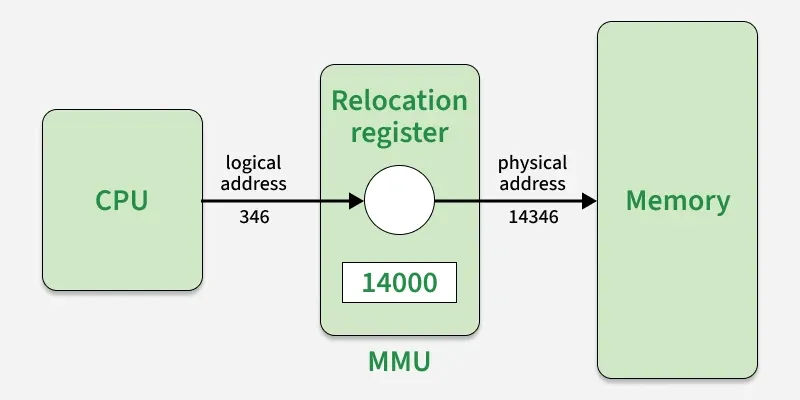 CPU
logical
address
346
Relocation
register
14000
MMU
physical
address
14346
Memory